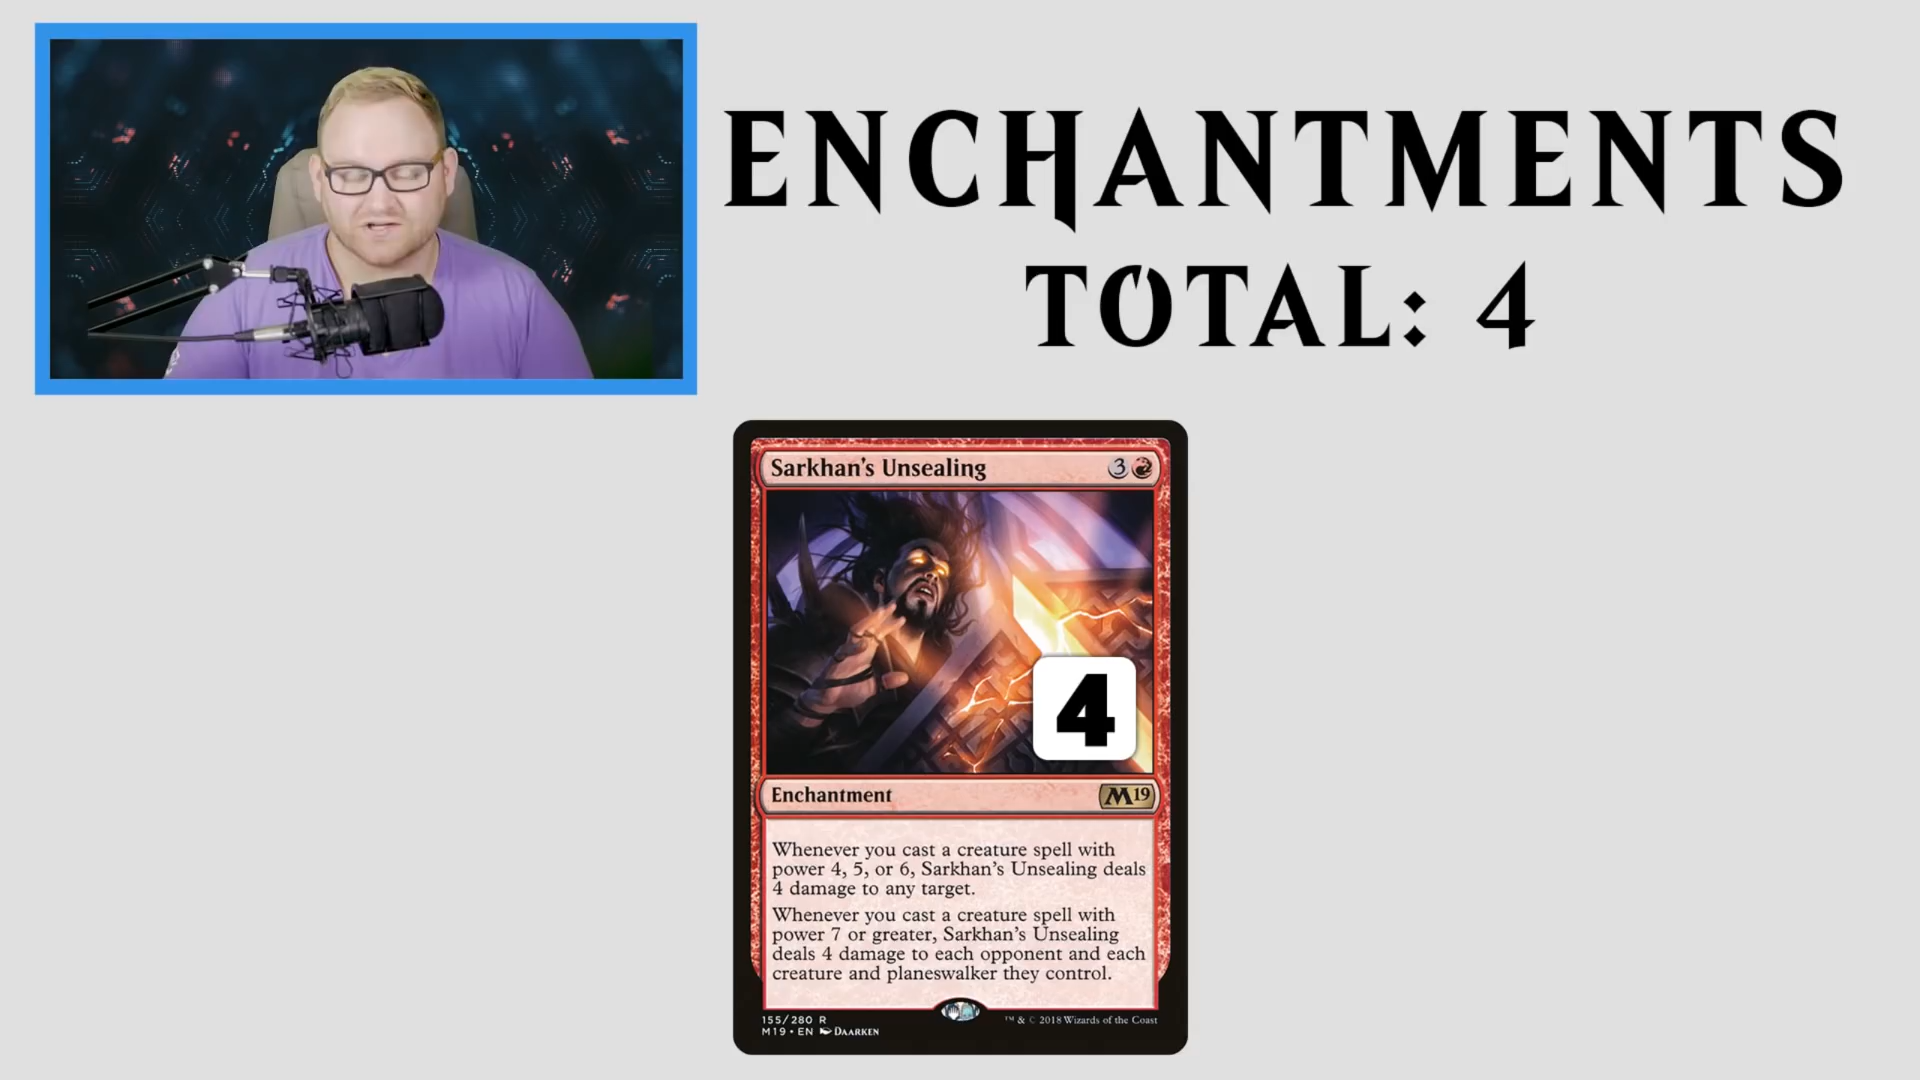 ENCHANTMENTS
TOTAL: 4
Sarkhan's Unsealing 3
4
Enchantment M19
Whenever you cast a creature spell with
power 4, 5, or 6, Sarkhan's Unsealing deals
4 damage to any target.
Whenever you cast a creature spell with
power 7 or greater, Sarkhan's Unsealing
deals 4 damage to each opponent and each
creature and planeswalker they control.
155/280 R
M19 • EN DAARKEN
™ & © 2018 Wizards of the Coast